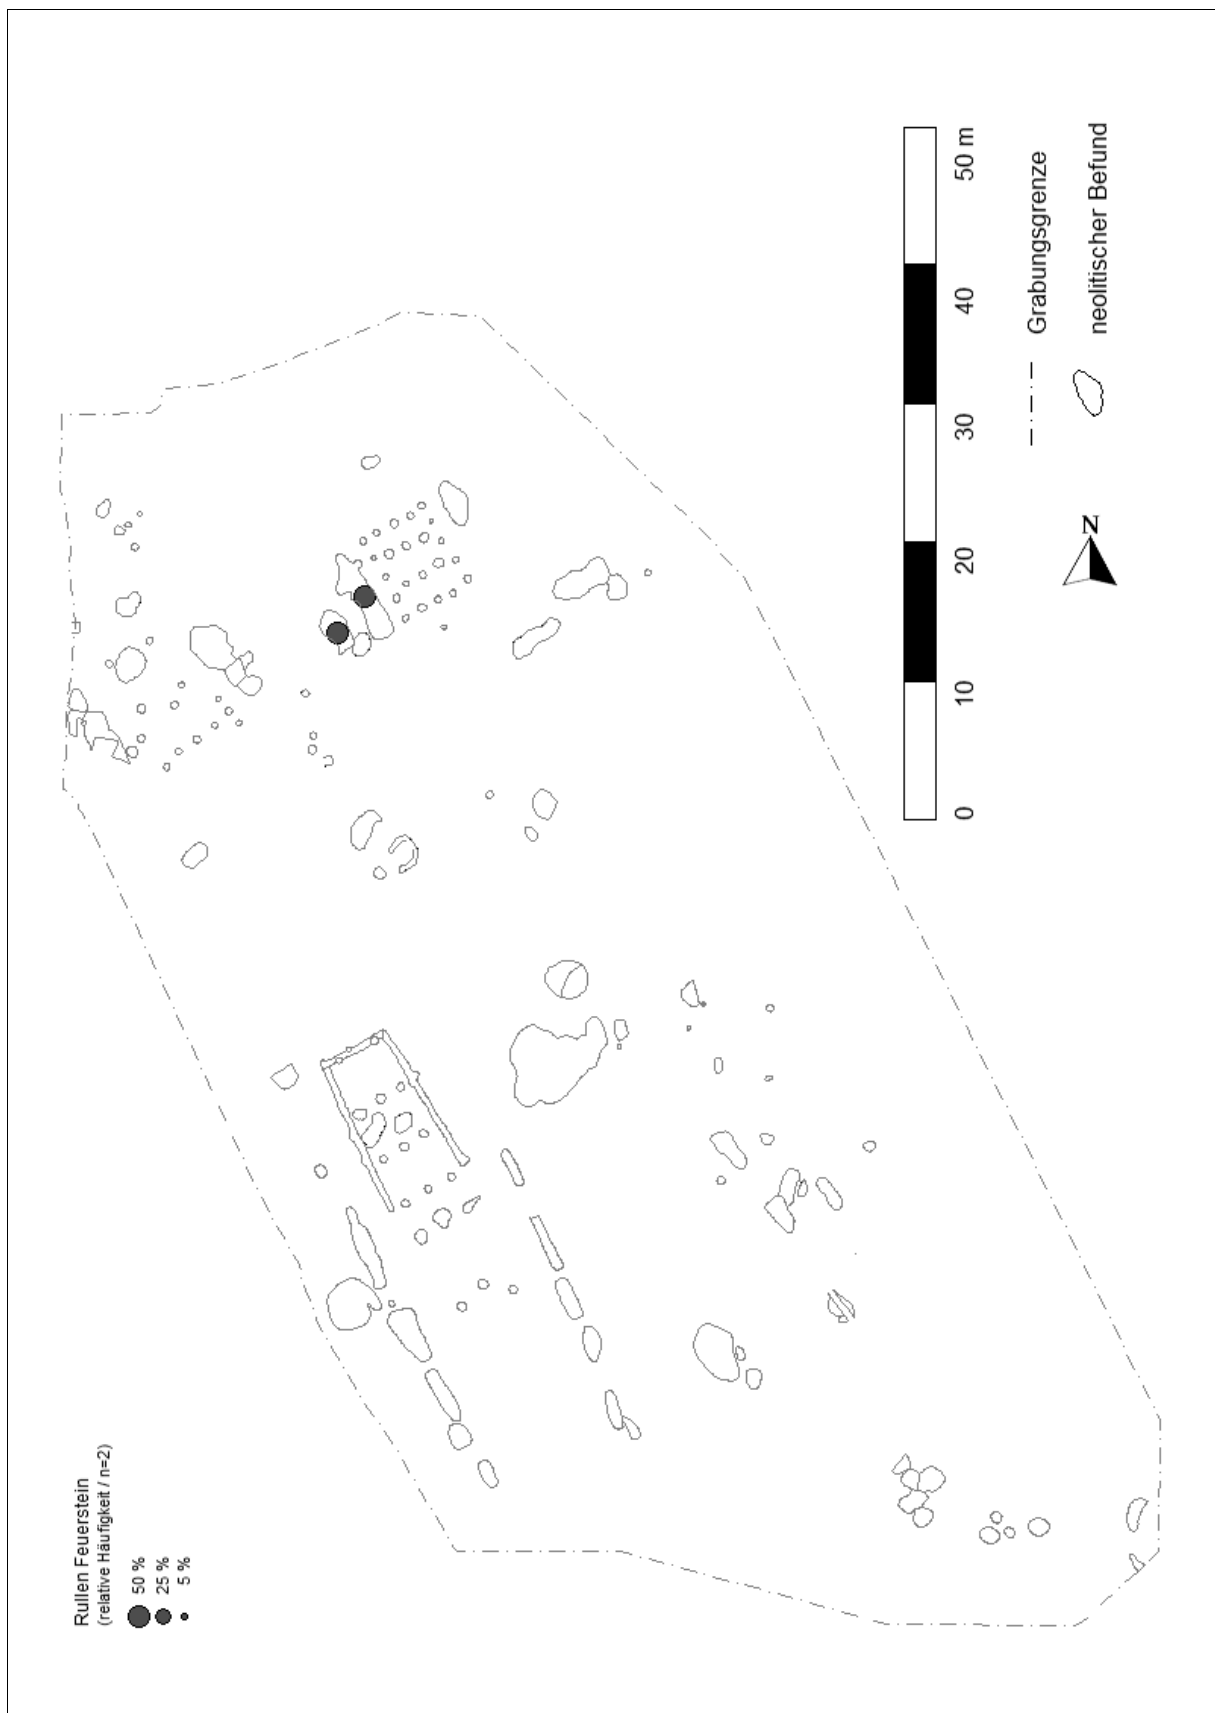 Rullen Feuerstein
(relative Häufigkeit / n=2)
50 %
25 %
5 %
0
10
20
30
40
50 m
N
Grabungsgrenze
neolitischer Befund